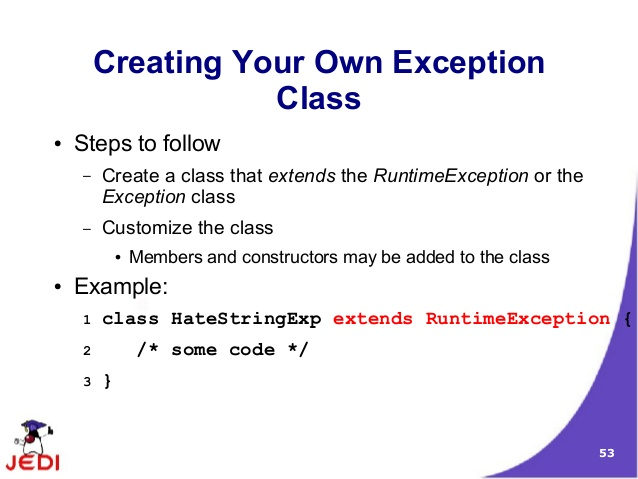 Creating Your Own Exception
Class
• Steps to follow
– Create a class that extends the RuntimeException or the
Exception class
– Customize the class
• Members and constructors may be added to the class
• Example:
1 class HateStringExp extends RuntimeException {
2 /* some code */
3 }
JEDI
53